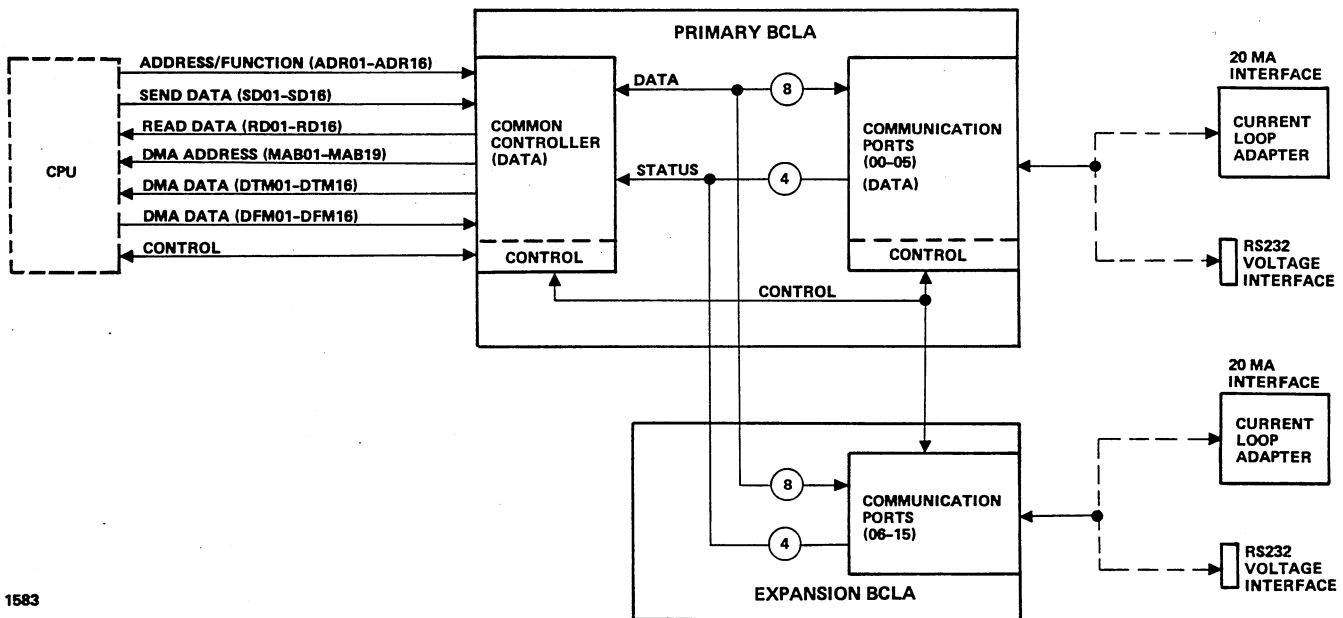 PRIMARY BCLA
ADDRESS/FUNCTION (ADR01-ADR16)
SEND DATA (SD01-SD16)
READ DATA (RD01-RD16)
DMA ADDRESS (MAB01-MAB19)
DMA DATA (DTM01-DTM16)
DMA DATA (DFM01-DFM16)
CONTROL
CPU
COMMON
CONTROLLER
(DATA)
CONTROL
DATA
8
STATUS
4
CONTROL
COMMUNICATION
PORTS
(00-05)
(DATA)
CONTROL
20 MA
INTERFACE
CURRENT
LOOP
ADAPTER
RS232
VOLTAGE
INTERFACE
8
4
COMMUNICATION
PORTS
(06-15)
EXPANSION BCLA
20 MA
INTERFACE
CURRENT
LOOP
ADAPTER
RS232
VOLTAGE
INTERFACE
1583